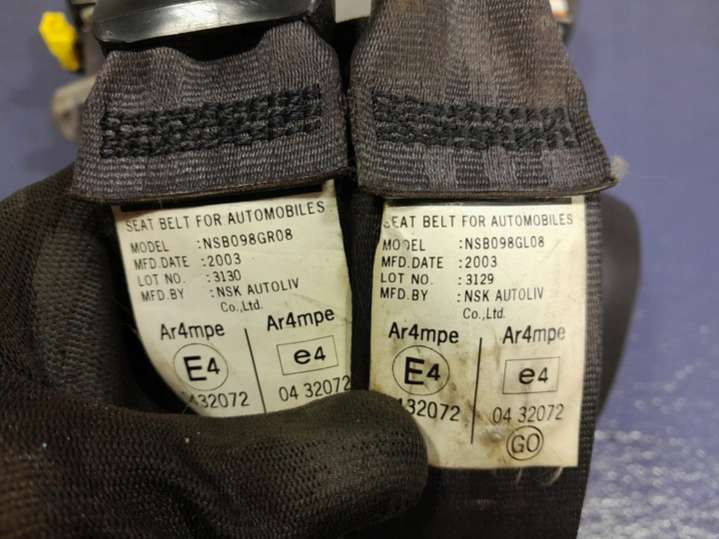 SEAT BELT FOR AUTOMOBILES
MODEL :NSB098GR08
MFD.DATE :2003
LOT NO. :3130
MFD.BY :NSK AUTOLIV
Co.,Ltd.
Ar4mpe Ar4mpe
E4 e4
432072 04 32072
SEAT BELT FOR AUTOMOBILES
MODEL :NSB098GL08
MFD.DATE :2003
LOT NO. :3129
MFD.BY :NSK AUTOLIV
Co.,Ltd.
Ar4mpe Ar4mpe
E4 e4
432072 04 32072
GO